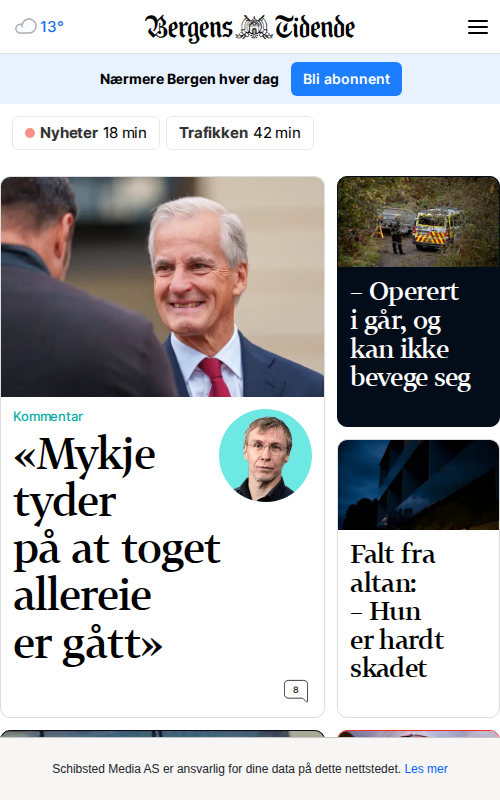 13°
Bergens Tidende
Nærmere Bergen hver dag
Bli abonnent
Nyheter 18 min
Trafikken 42 min
Kommentar
«Mykje
tyder
på at toget
allereie
er gått»
8
– Operert
i går, og
kan ikke
bevege seg
Falt fra
altan:
– Hun
er hardt
skadet
Schibsted Media AS er ansvarlig for dine data på dette nettstedet. Les mer